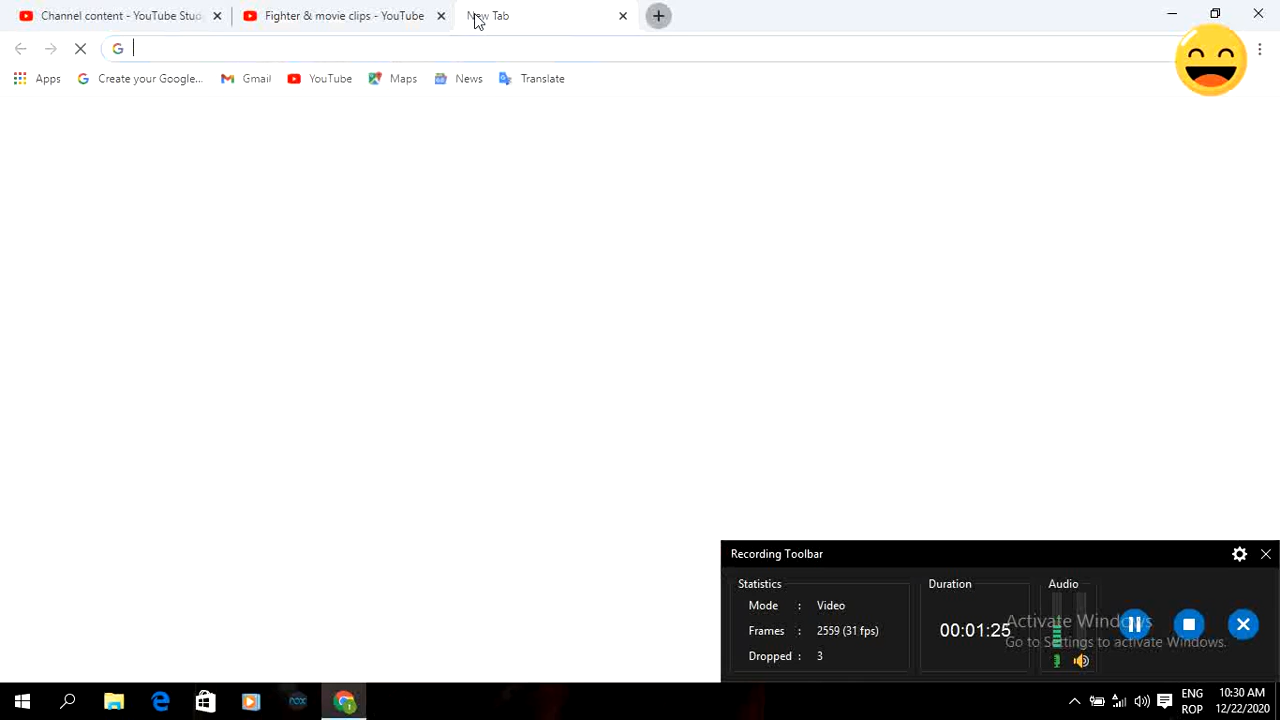 Channel content - YouTube Stu
Fighter & movie clips - YouTube
New Tab
Apps
Create your Google...
Gmail
YouTube
Maps
News
Translate
Recording Toolbar
Statistics
Duration
Audio
Mode : Video
Frames : 2559 (31 fps)
Dropped : 3
00:01:25
Activate Windows
Go to Settings to activate Windows.
nox
ENG
ROP
10:30 AM
12/22/2020